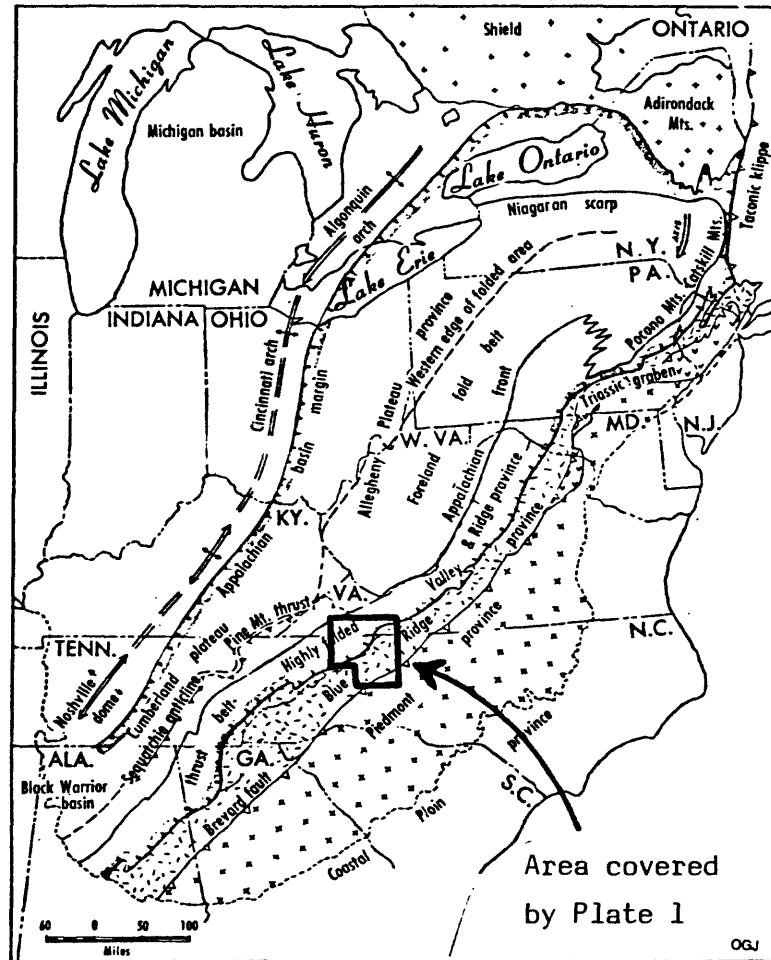 Shield
ONTARIO
Lake Michigan
Michigan basin
Lake Huron
Adirondack
Mts.
Lake Ontario
Taconic klippe
Algonquin
arch
Niagaran scarp
Lake Erie
N.Y.
PA.
Catskill Mts.
Pocono Mts.
MICHIGAN
INDIANA
OHIO
ILLINOIS
Cincinnati arch
Western edge of folded area
Plateau province
Allegheny
Foreland fold belt
Appalachian front
Triassic graben
MD.
N.J.
W. VA.
Appalachian basin margin
KY.
Valley & Ridge province
VA.
Pine Mt. thrust
Cumberland plateau
Highly folded
thrust belt
Blue Ridge province
N.C.
TENN.
Nashville
dome
Sequatchie anticline
Piedmont province
ALA.
GA.
Black Warrior
basin
Brevard fault
S.C.
Coastal Plain province
Area covered
by Plate 1
60 0 50 100
Miles
OGJ